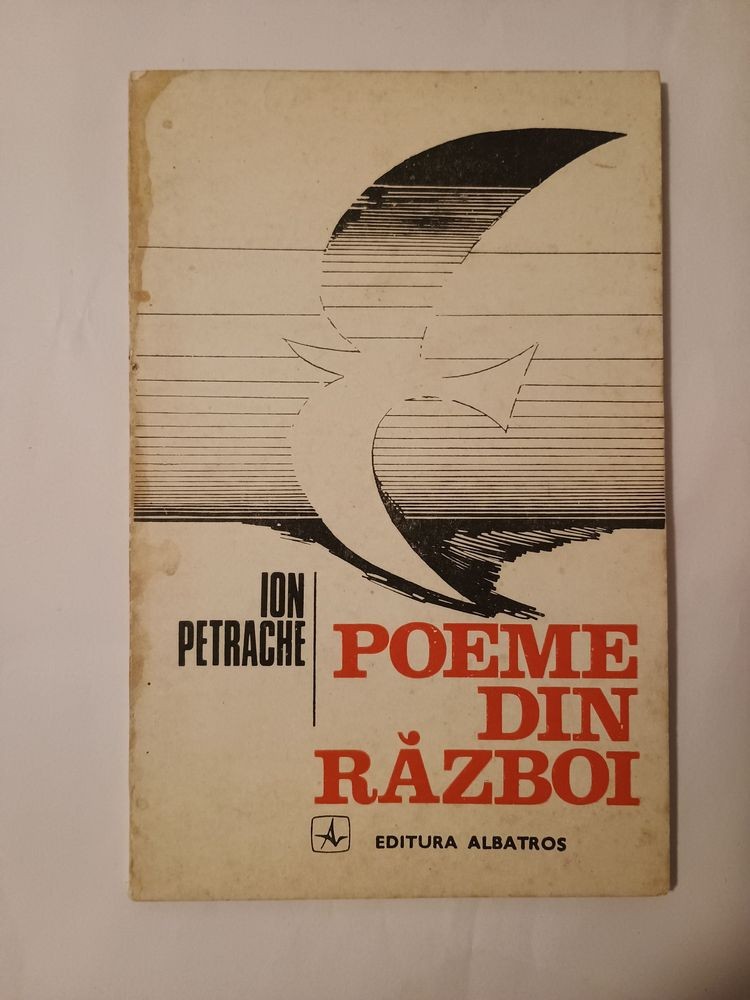 ION
PETRACHE
POEME
DIN
RĂZBOI
EDITURA ALBATROS